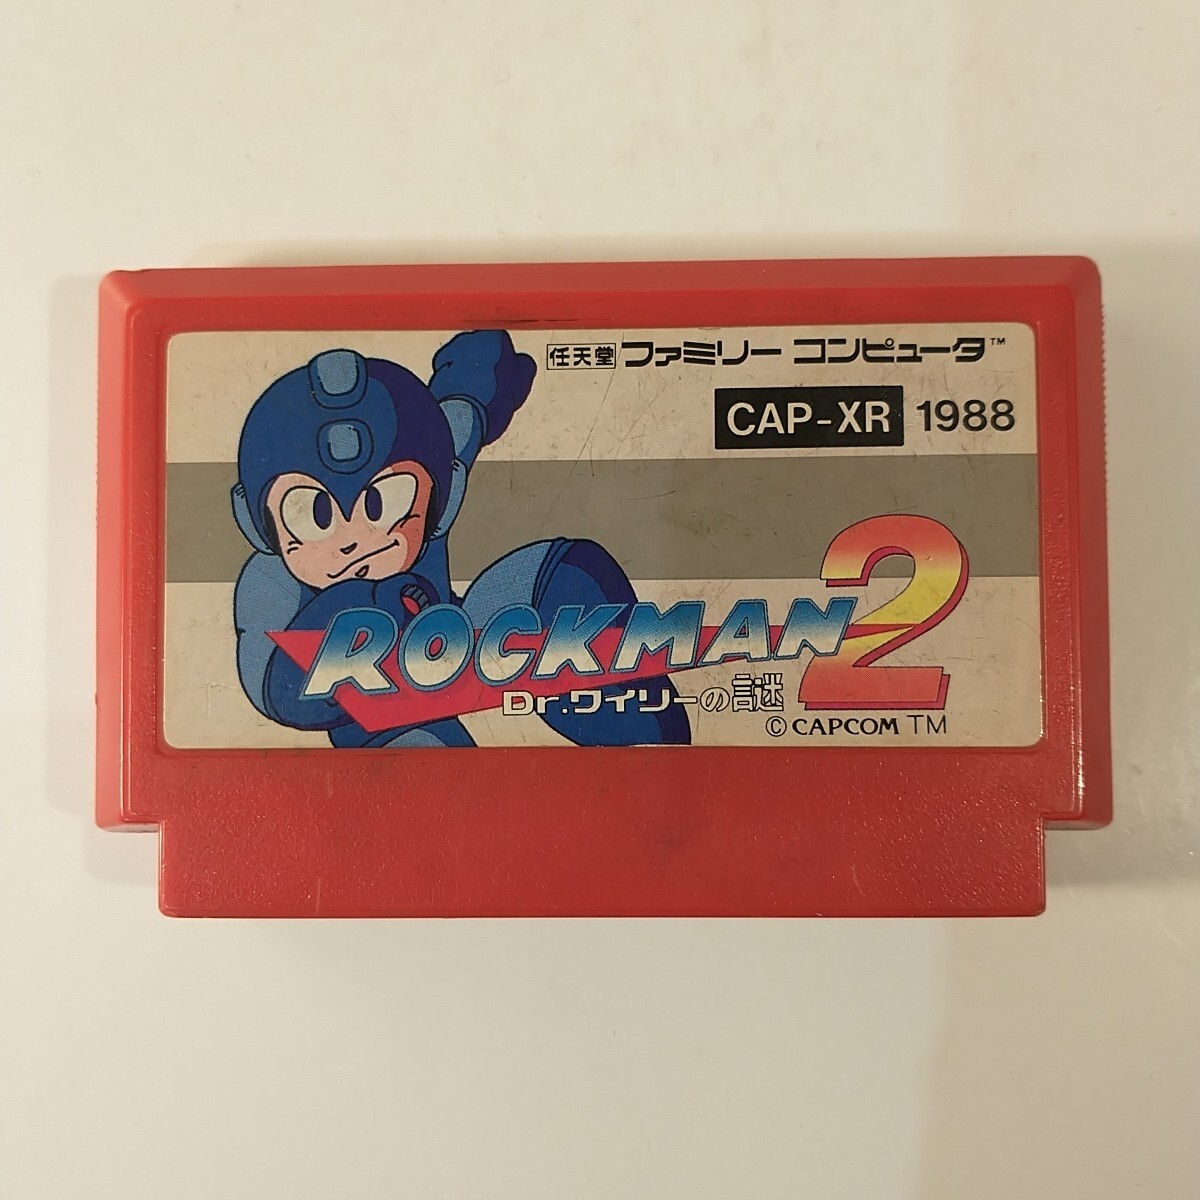 任天堂 ファミリー コンピュータ™
CAP-XR 1988
ROCKMAN 2
Dr.ワイリーの謎
© CAPCOM TM